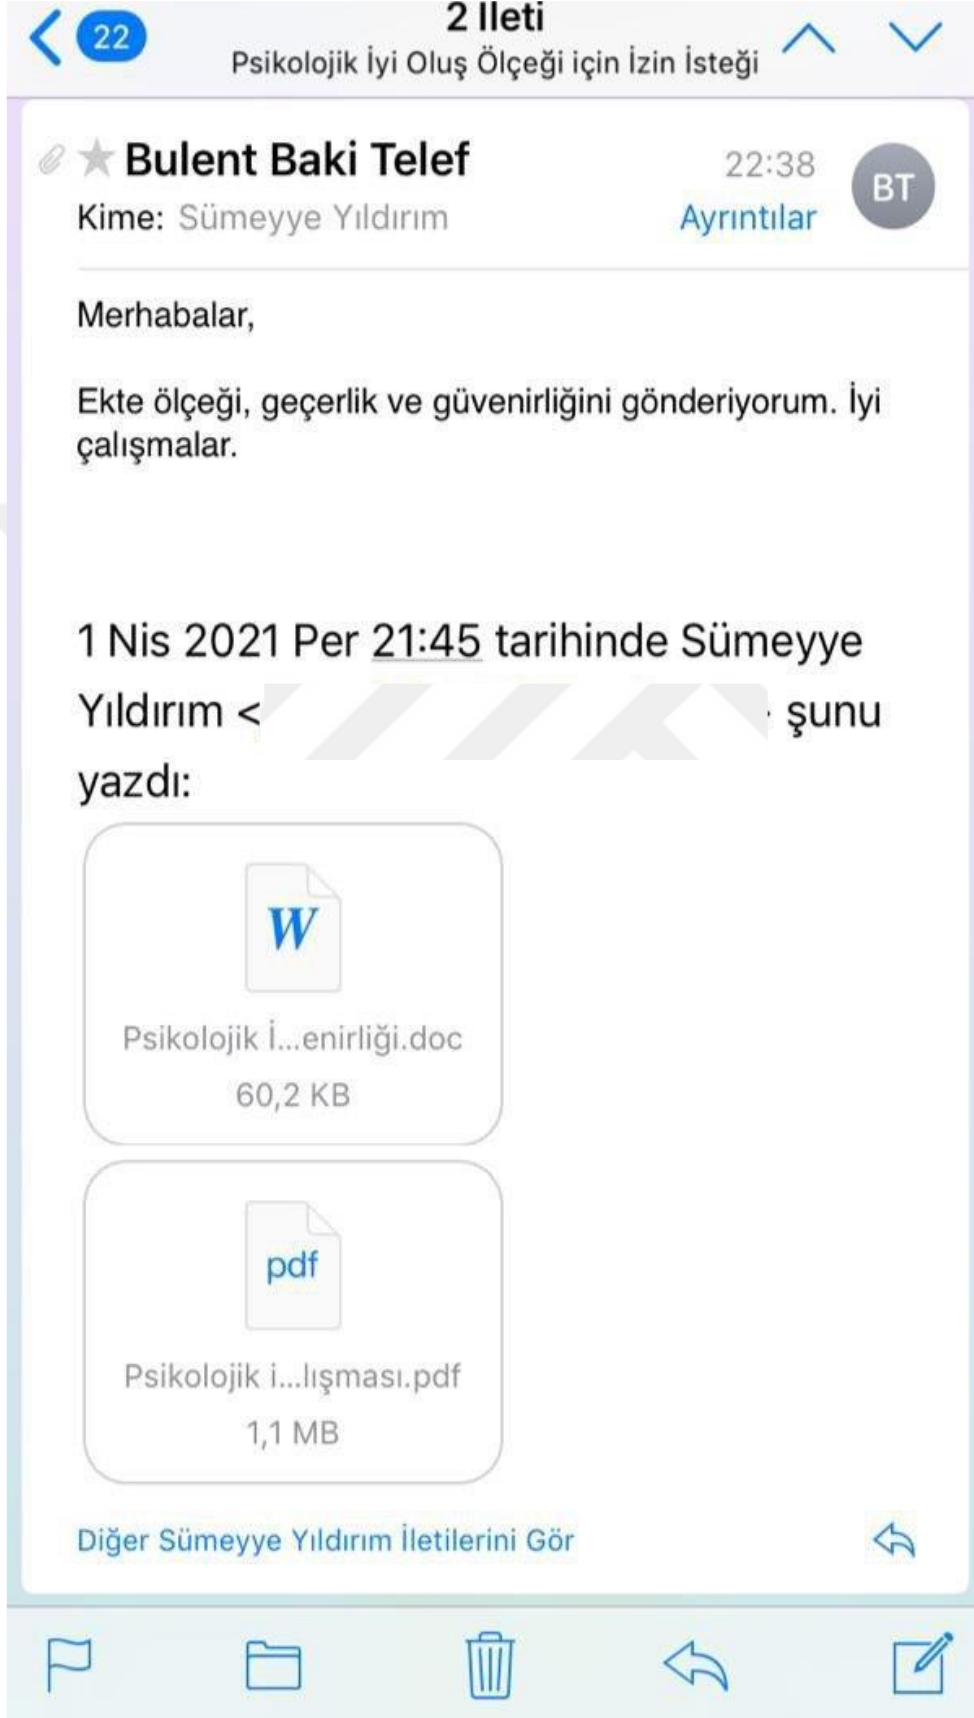 2 İleti
22
Psikolojik İyi Oluş Ölçeği için İzin İsteği
Bulent Baki Telef
22:38
BT
Kime: Sümeyye Yıldırım
Ayrıntılar
Merhabalar,
Ekte ölçeği, geçerlik ve güvenirliğini gönderiyorum. İyi
çalışmalar.
1 Nis 2021 Per 21:45 tarihinde Sümeyye
Yıldırım < şunu
yazdı:
W
Psikolojik İ...enirliği.doc
60,2 KB
pdf
Psikolojik i...lışması.pdf
1,1 MB
Diğer Sümeyye Yıldırım İletilerini Gör